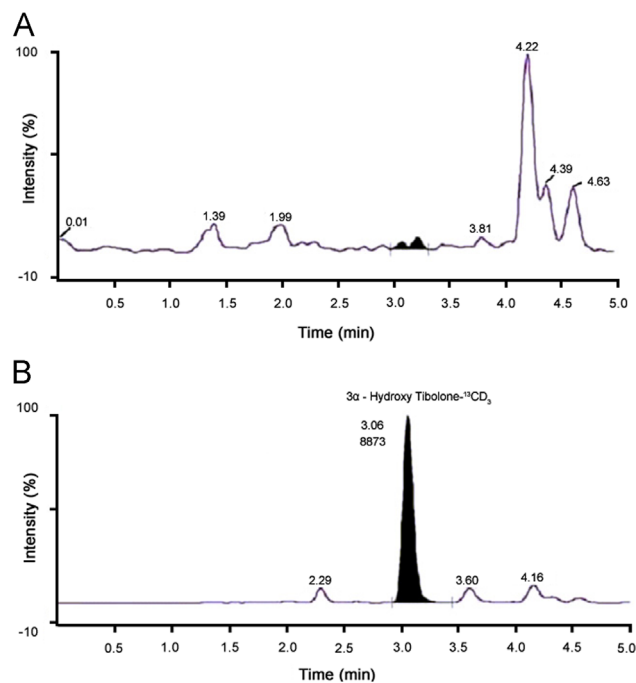 A
100
4.22
4.39
4.63
0.01
1.39
1.99
3.81
Intensity (%)
-10
0.5 1.0 1.5 2.0 2.5 3.0 3.5 4.0 4.5 5.0
Time (min)
B
3α - Hydroxy Tibolone-¹³CD₃
100
3.06
8873
2.29
3.60
4.16
Intensity (%)
-10
0.5 1.0 1.5 2.0 2.5 3.0 3.5 4.0 4.5 5.0
Time (min)